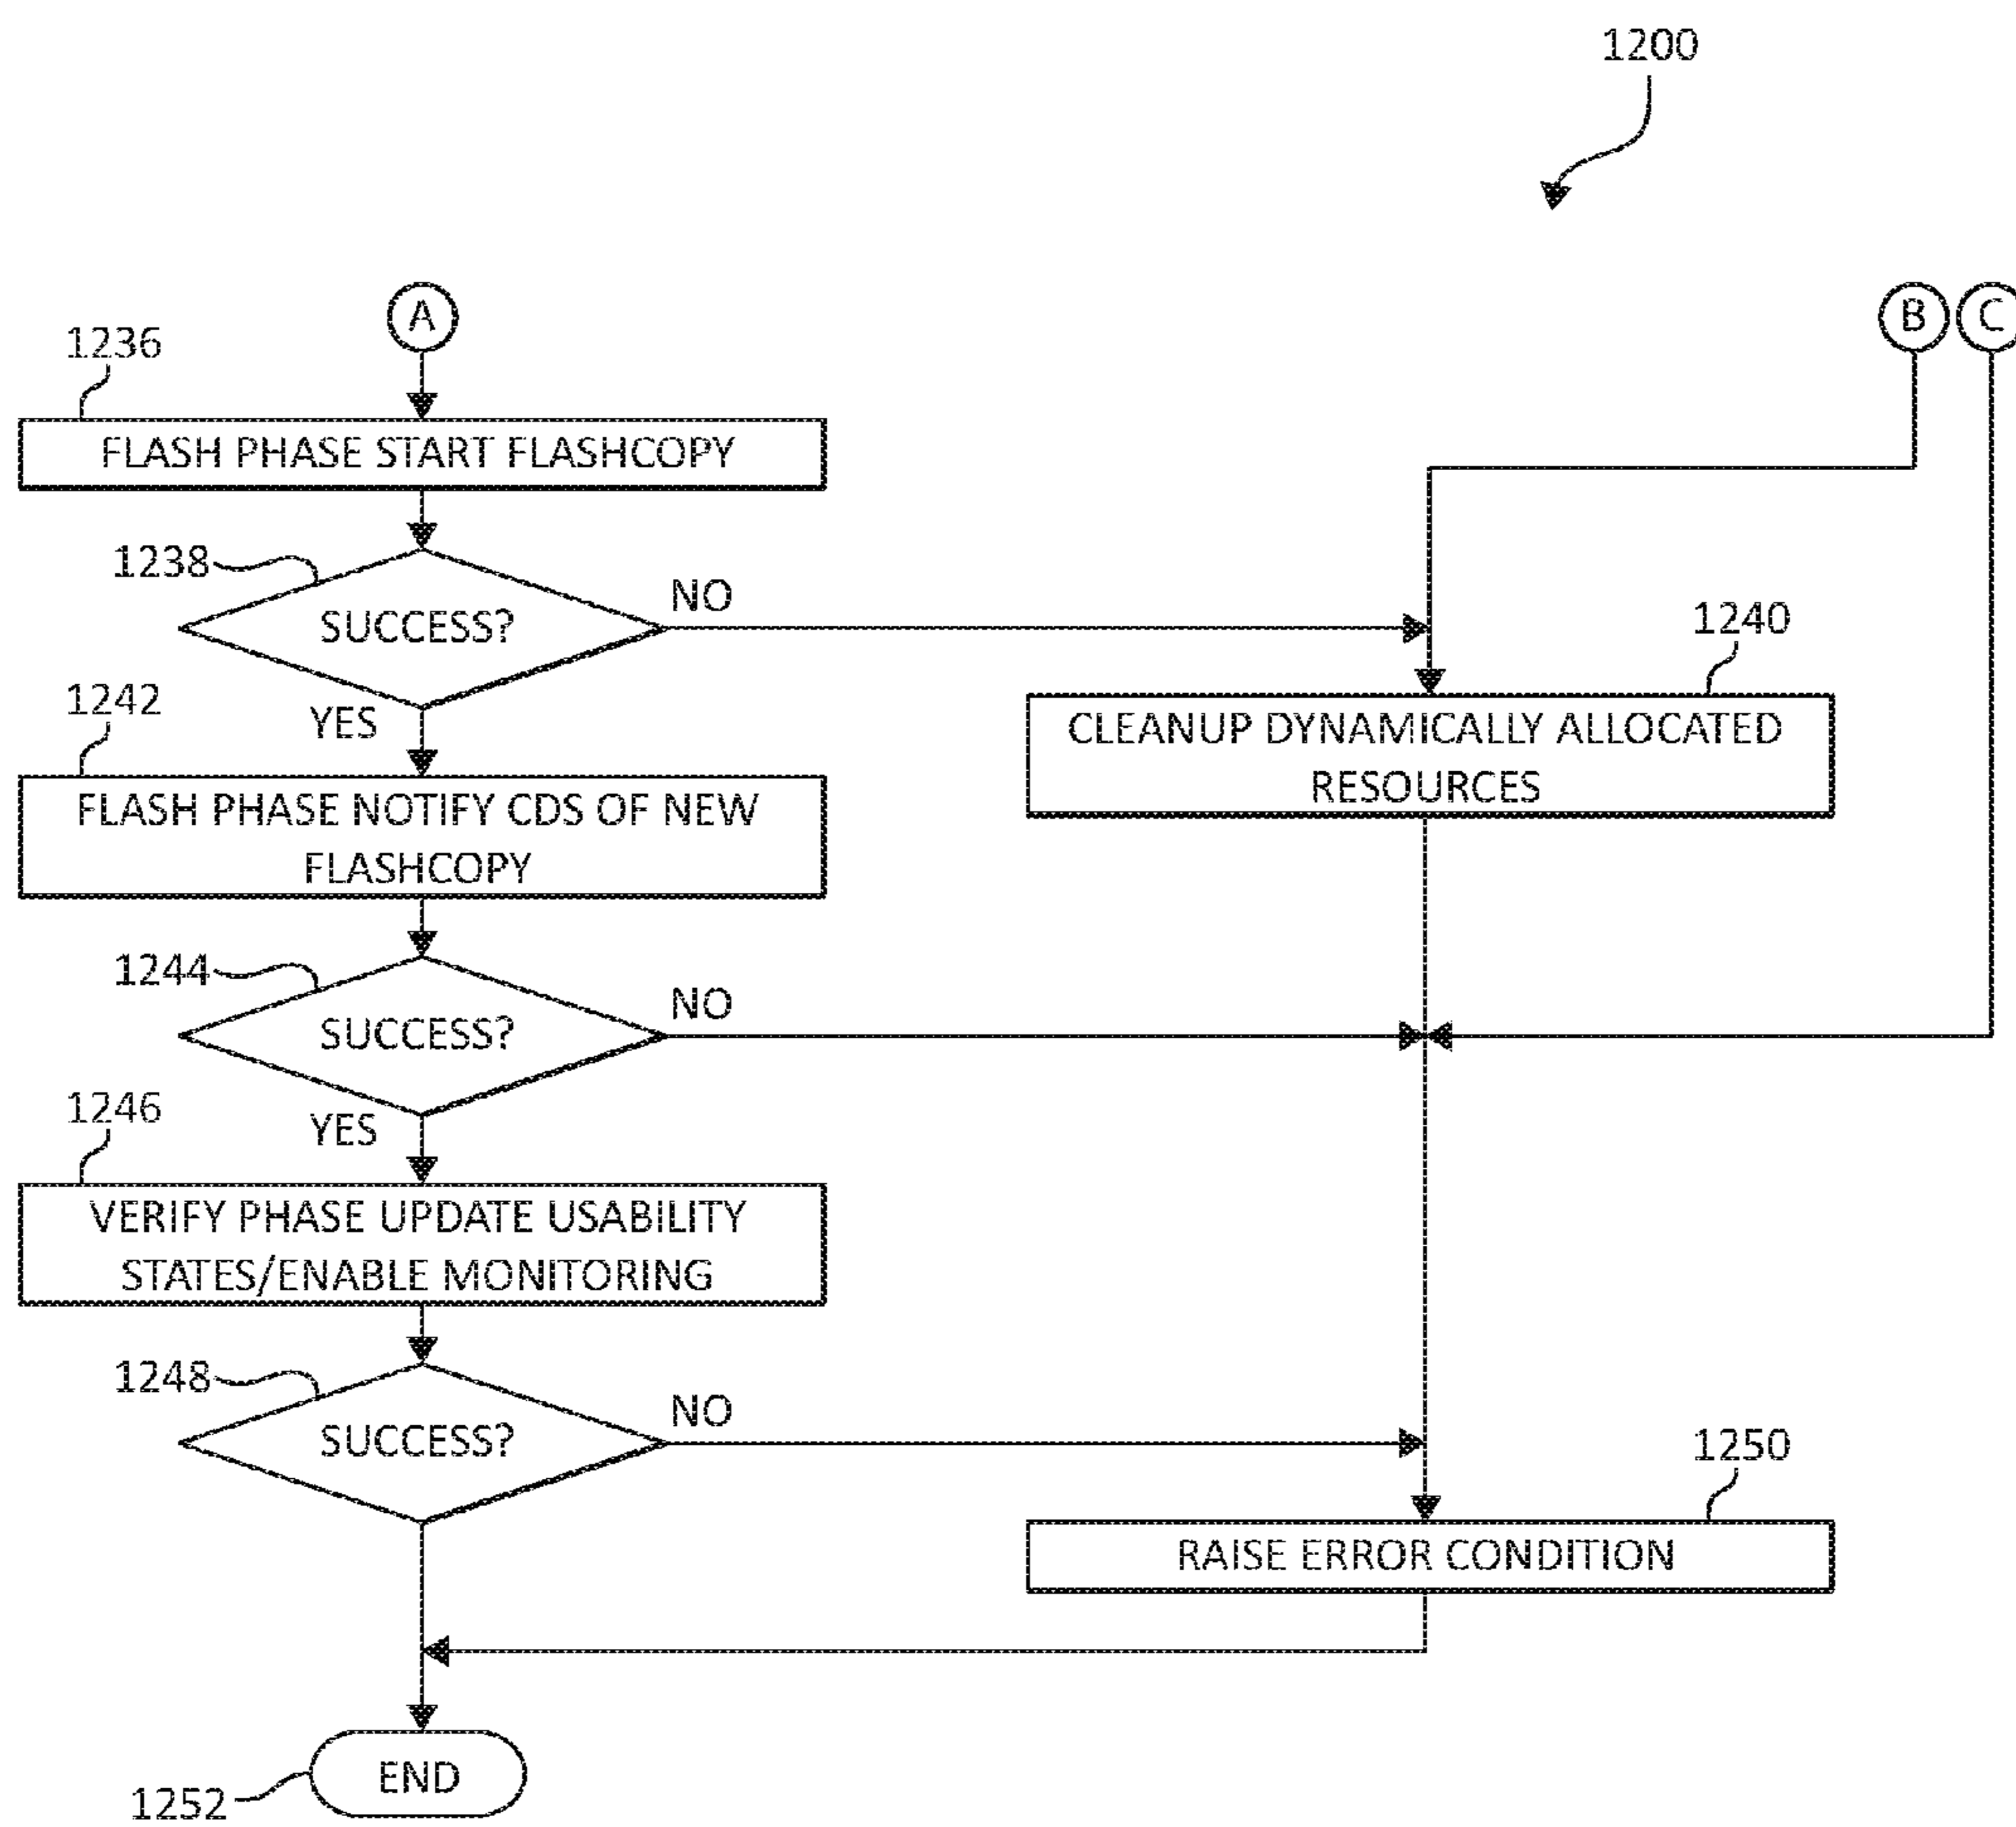 1200
A
B
C
1236
FLASH PHASE START FLASHCOPY
1238
SUCCESS?
NO
YES
1240
CLEANUP DYNAMICALLY ALLOCATED
RESOURCES
1242
FLASH PHASE NOTIFY CDS OF NEW
FLASHCOPY
1244
SUCCESS?
NO
YES
1246
VERIFY PHASE UPDATE USABILITY
STATES/ENABLE MONITORING
1248
SUCCESS?
NO
1250
RAISE ERROR CONDITION
END
1252